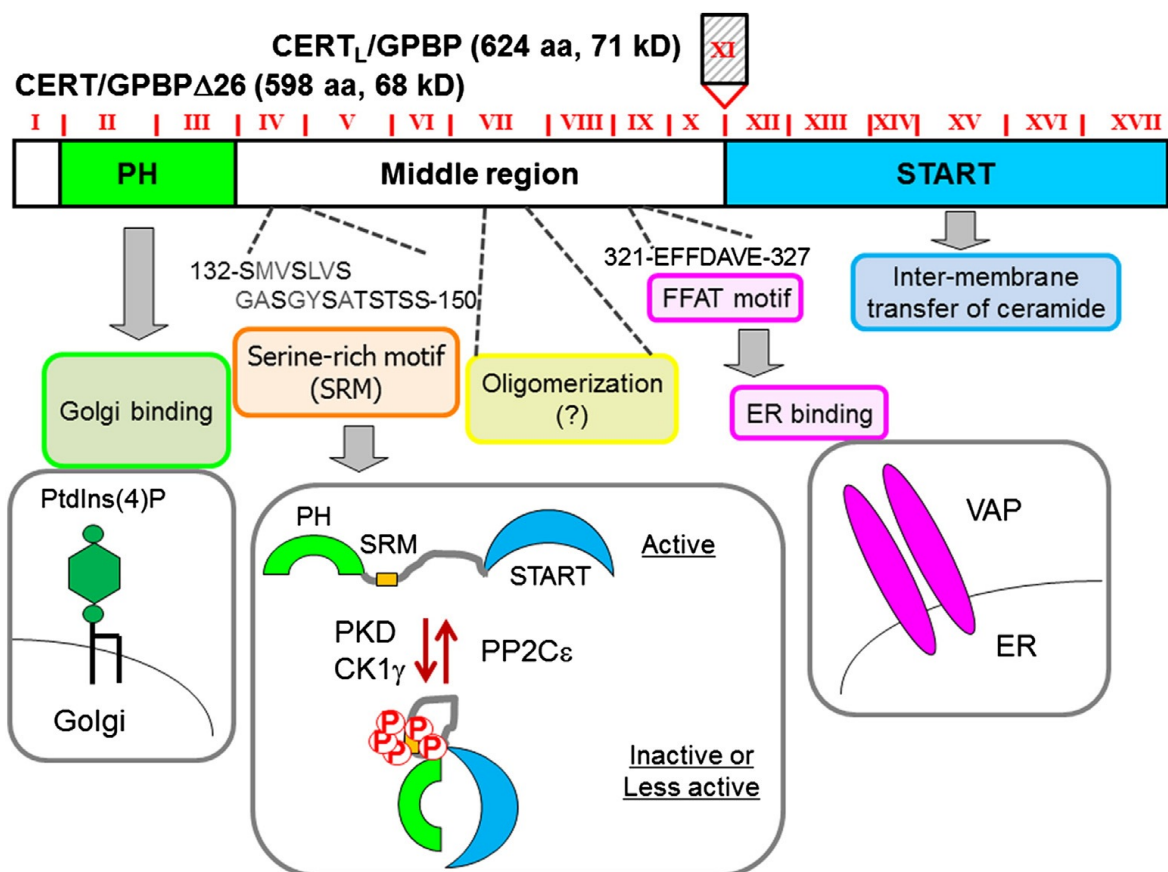 CERTL/GPBP (624 aa, 71 kD)
XI
CERT/GPBPΔ26 (598 aa, 68 kD)
I II III IV V VI VII VIII IX X XII XIII XIV XV XVI XVII
PH Middle region START
132-SMVSLVS
GASGYSATSTSS-150
321-EFFDAVE-327
FFAT motif
Inter-membrane
transfer of ceramide
Golgi binding
Serine-rich motif
(SRM)
Oligomerization
(?)
ER binding
PtdIns(4)P
Golgi
PH
SRM
START
Active
PKD
CK1γ
PP2Cε
P
P
P
P
P
Inactive or
Less active
VAP
ER